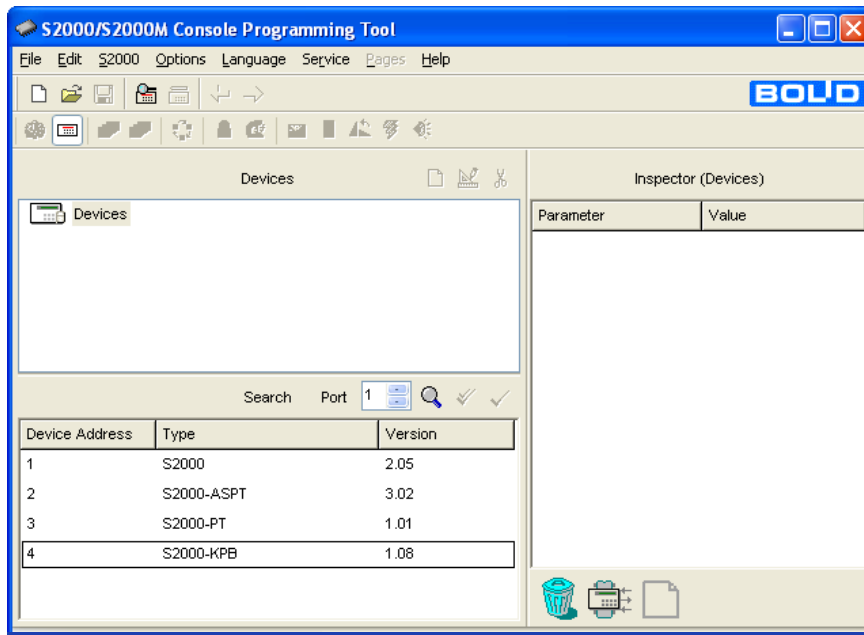 S2000/S2000M Console Programming Tool
File Edit S2000 Options Language Service Pages Help
BOLID
Devices
Inspector (Devices)
Devices
Parameter Value
Search Port 1
Device Address Type Version
1 S2000 2.05
2 S2000-ASPT 3.02
3 S2000-PT 1.01
4 S2000-KPB 1.08